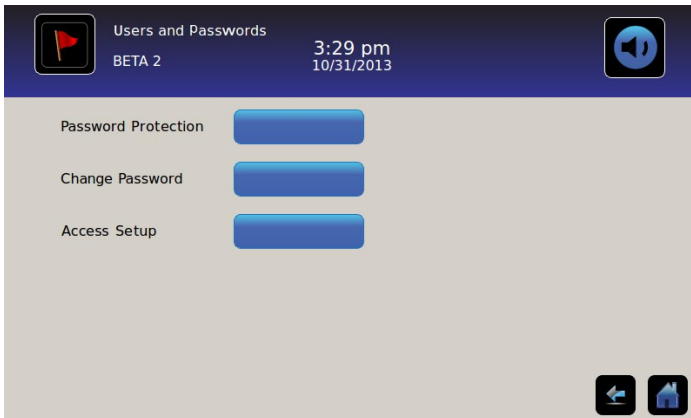 Users and Passwords
BETA 2
3:29 pm
10/31/2013
Password Protection
Change Password
Access Setup